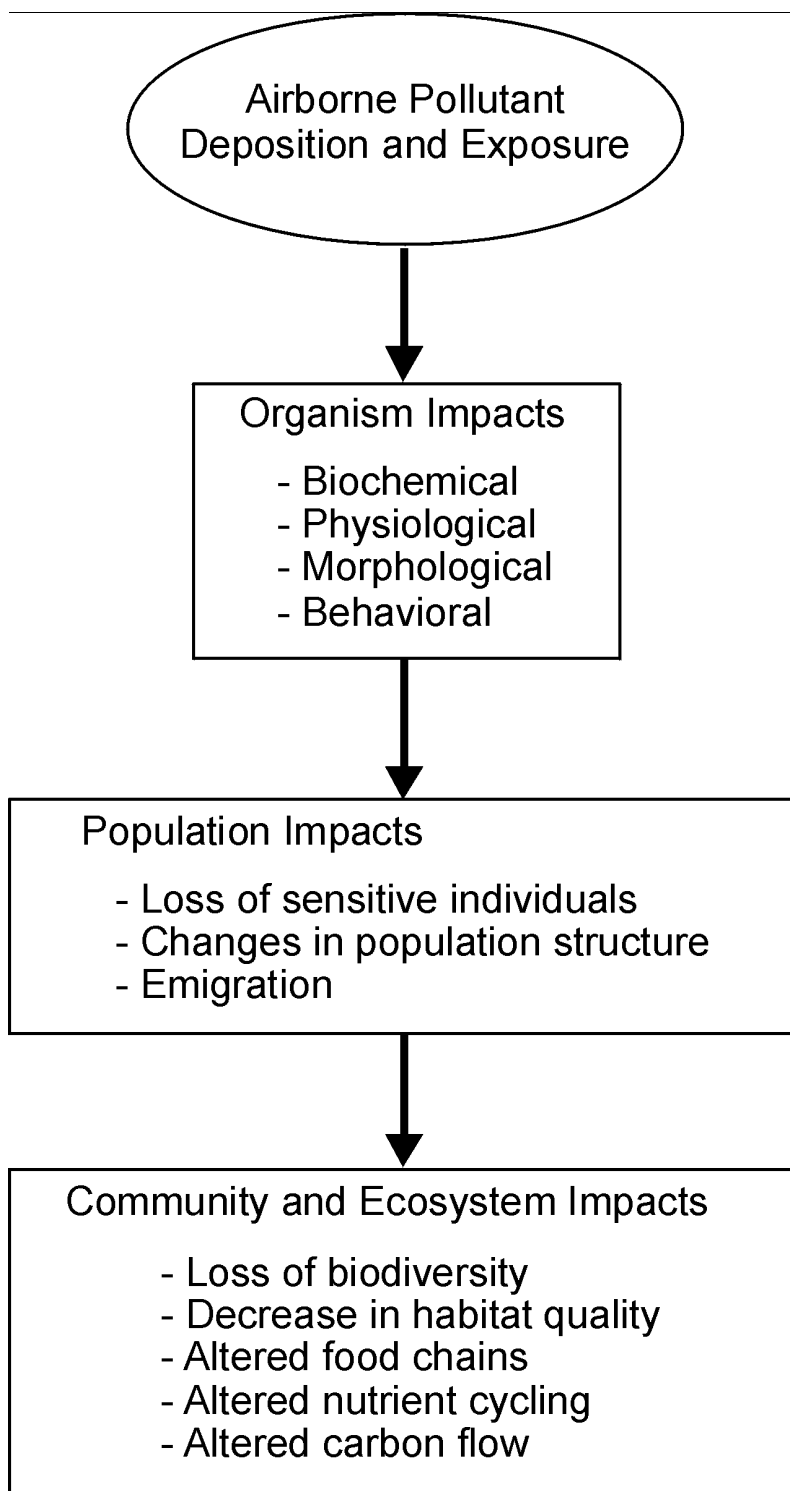 Airborne Pollutant
Deposition and Exposure
Organism Impacts
- Biochemical
- Physiological
- Morphological
- Behavioral
Population Impacts
- Loss of sensitive individuals
- Changes in population structure
- Emigration
Community and Ecosystem Impacts
- Loss of biodiversity
- Decrease in habitat quality
- Altered food chains
- Altered nutrient cycling
- Altered carbon flow